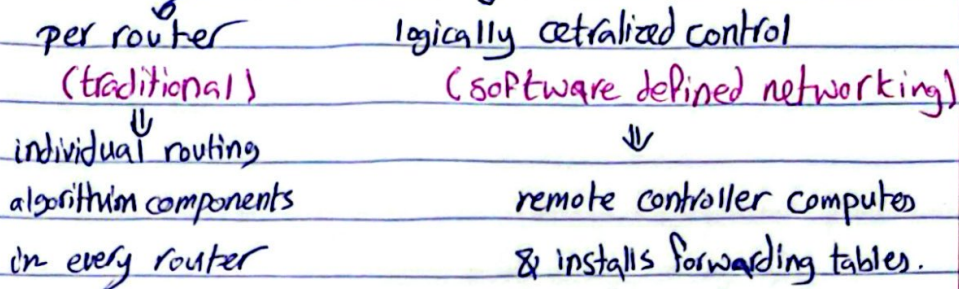 per router logically cetralized control
(traditional) (software defined networking)
⇓ ⇓
individual routing
algorithim components remote controller computes
in every router & installs forwarding tables.